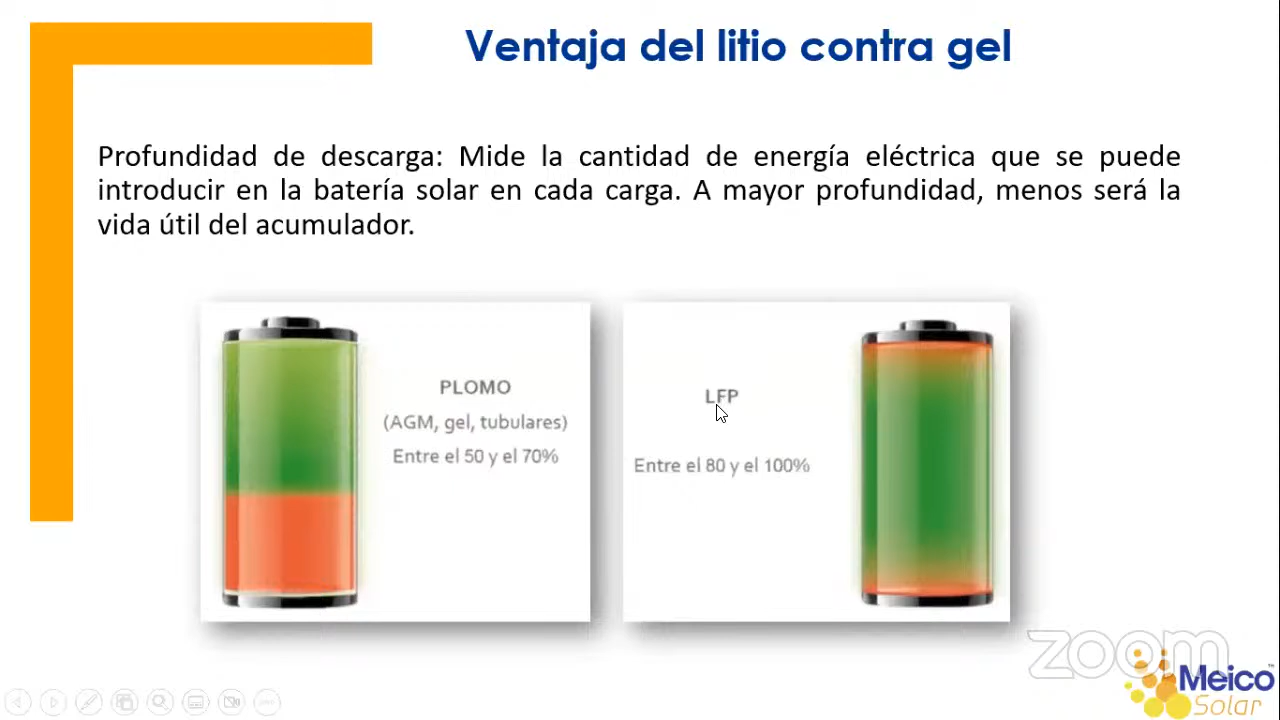 Ventaja del litio contra gel
Profundidad de descarga: Mide la cantidad de energía eléctrica que se puede
introducir en la batería solar en cada carga. A mayor profundidad, menos será la
vida útil del acumulador.
PLOMO
(AGM, gel, tubulares)
Entre el 50 y el 70%
LFP
Entre el 80 y el 100%
zoom
Meico
Solar